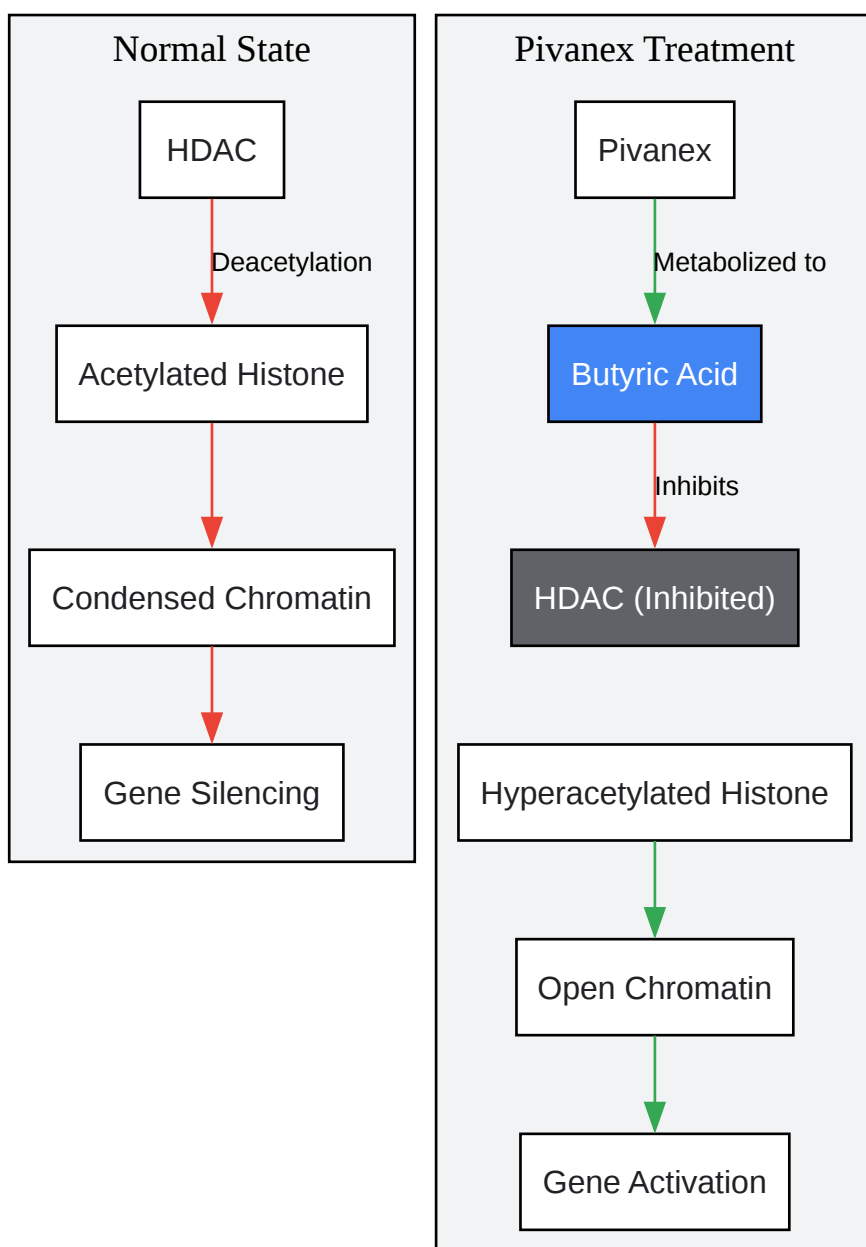 Normal State
HDAC
Deacetylation
Acetylated Histone
Condensed Chromatin
Gene Silencing
Pivanex Treatment
Pivanex
Metabolized to
Butyric Acid
Inhibits
HDAC (Inhibited)
Hyperacetylated Histone
Open Chromatin
Gene Activation